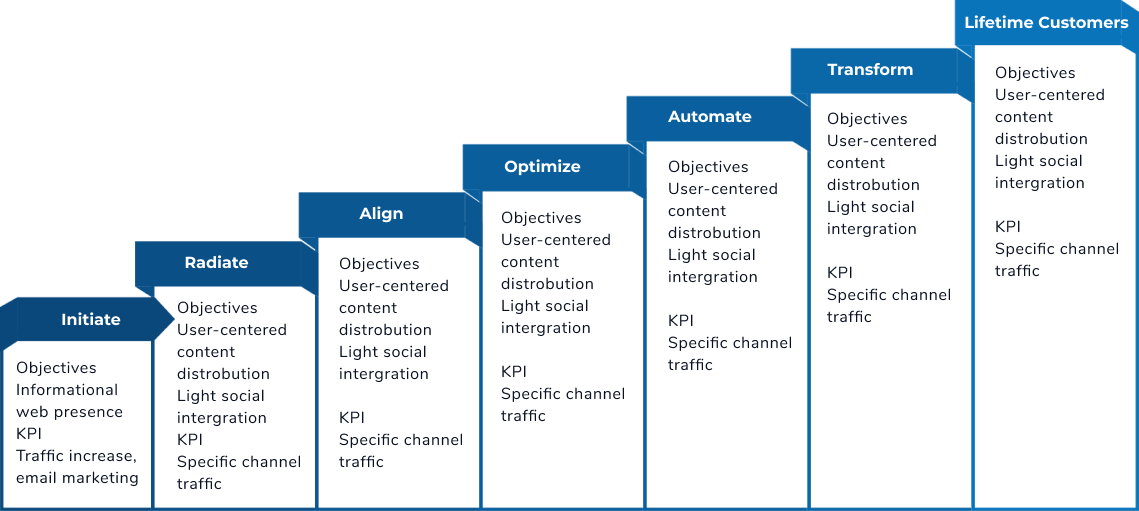 Initiate
Objectives
Informational
web presence
KPI
Traffic increase,
email marketing
Radiate
Objectives
User-centered
content
distrobution
Light social
intergration
KPI
Specific channel
traffic
Align
Objectives
User-centered
content
distrobution
Light social
intergration
KPI
Specific channel
traffic
Optimize
Objectives
User-centered
content
distrobution
Light social
intergration
KPI
Specific channel
traffic
Automate
Objectives
User-centered
content
distrobution
Light social
intergration
KPI
Specific channel
traffic
Transform
Objectives
User-centered
content
distrobution
Light social
intergration
KPI
Specific channel
traffic
Lifetime Customers
Objectives
User-centered
content
distrobution
Light social
intergration
KPI
Specific channel
traffic